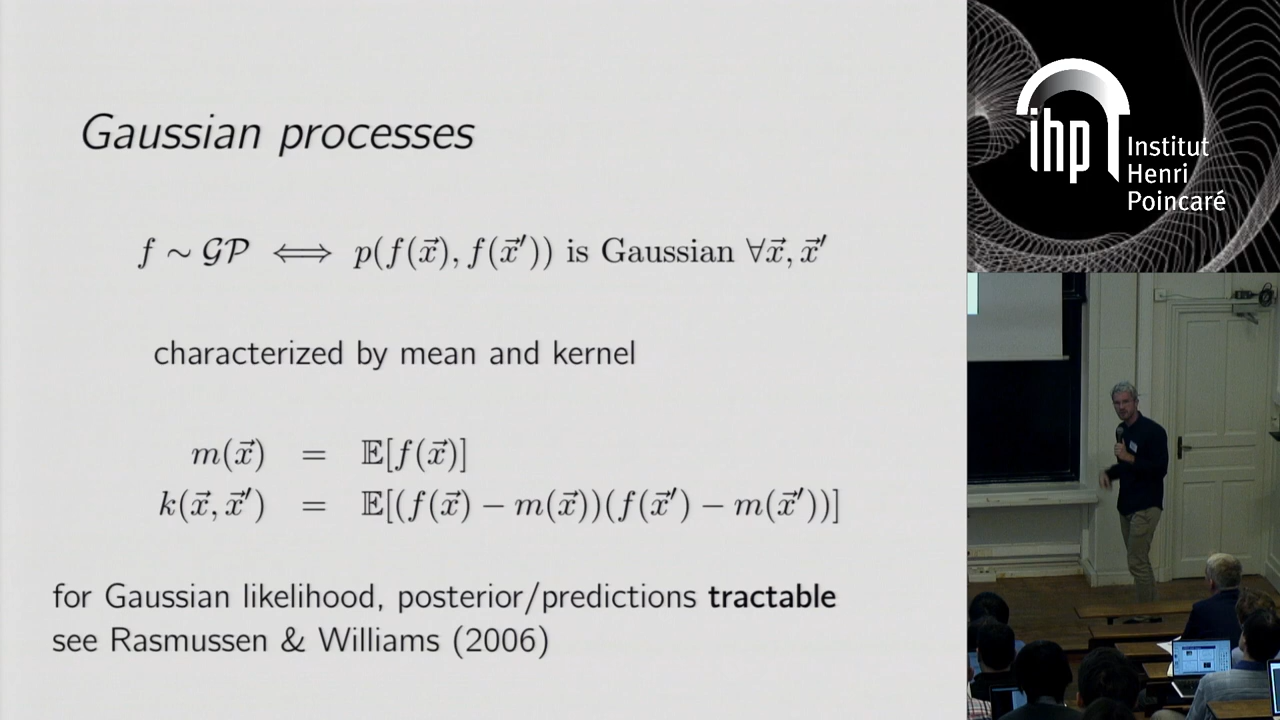 Gaussian processes
f ∼ 𝒢𝒫 ⟺ p(f(x⃗), f(x⃗′)) is Gaussian ∀x⃗, x⃗′
characterized by mean and kernel
m(x⃗) = 𝔼[f(x⃗)]
k(x⃗, x⃗′) = 𝔼[(f(x⃗) − m(x⃗))(f(x⃗′) − m(x⃗′))]
for Gaussian likelihood, posterior/predictions tractable
see Rasmussen & Williams (2006)
ihp
Institut
Henri
Poincaré